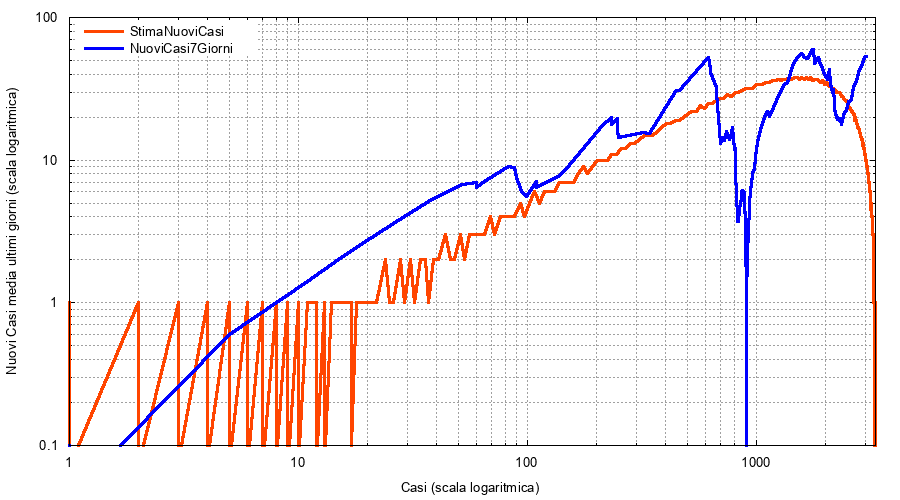 100
StimaNuoviCasi
NuoviCasi7Giorni
10
1
0.1
Nuovi Casi media ultimi giorni (scala logaritmica)
1
10
100
1000
Casi (scala logaritmica)